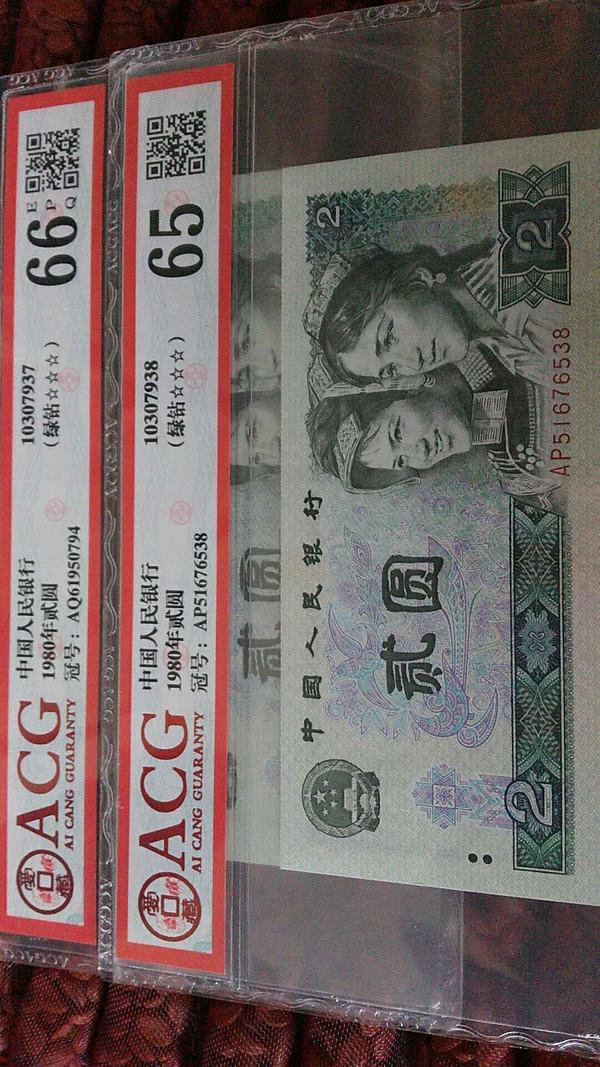 ACG
AI CANG GUARANTY
中国人民银行
1980年贰圆
冠号：AQ61950794
10307937
（绿钻☆☆☆）
66
E
P
Q
ACG
AI CANG GUARANTY
中国人民银行
1980年贰圆
冠号：AP51676538
10307938
（绿钻☆☆☆）
65
中国人民银行
贰圆
2
2
2
AP51676538
贰圆